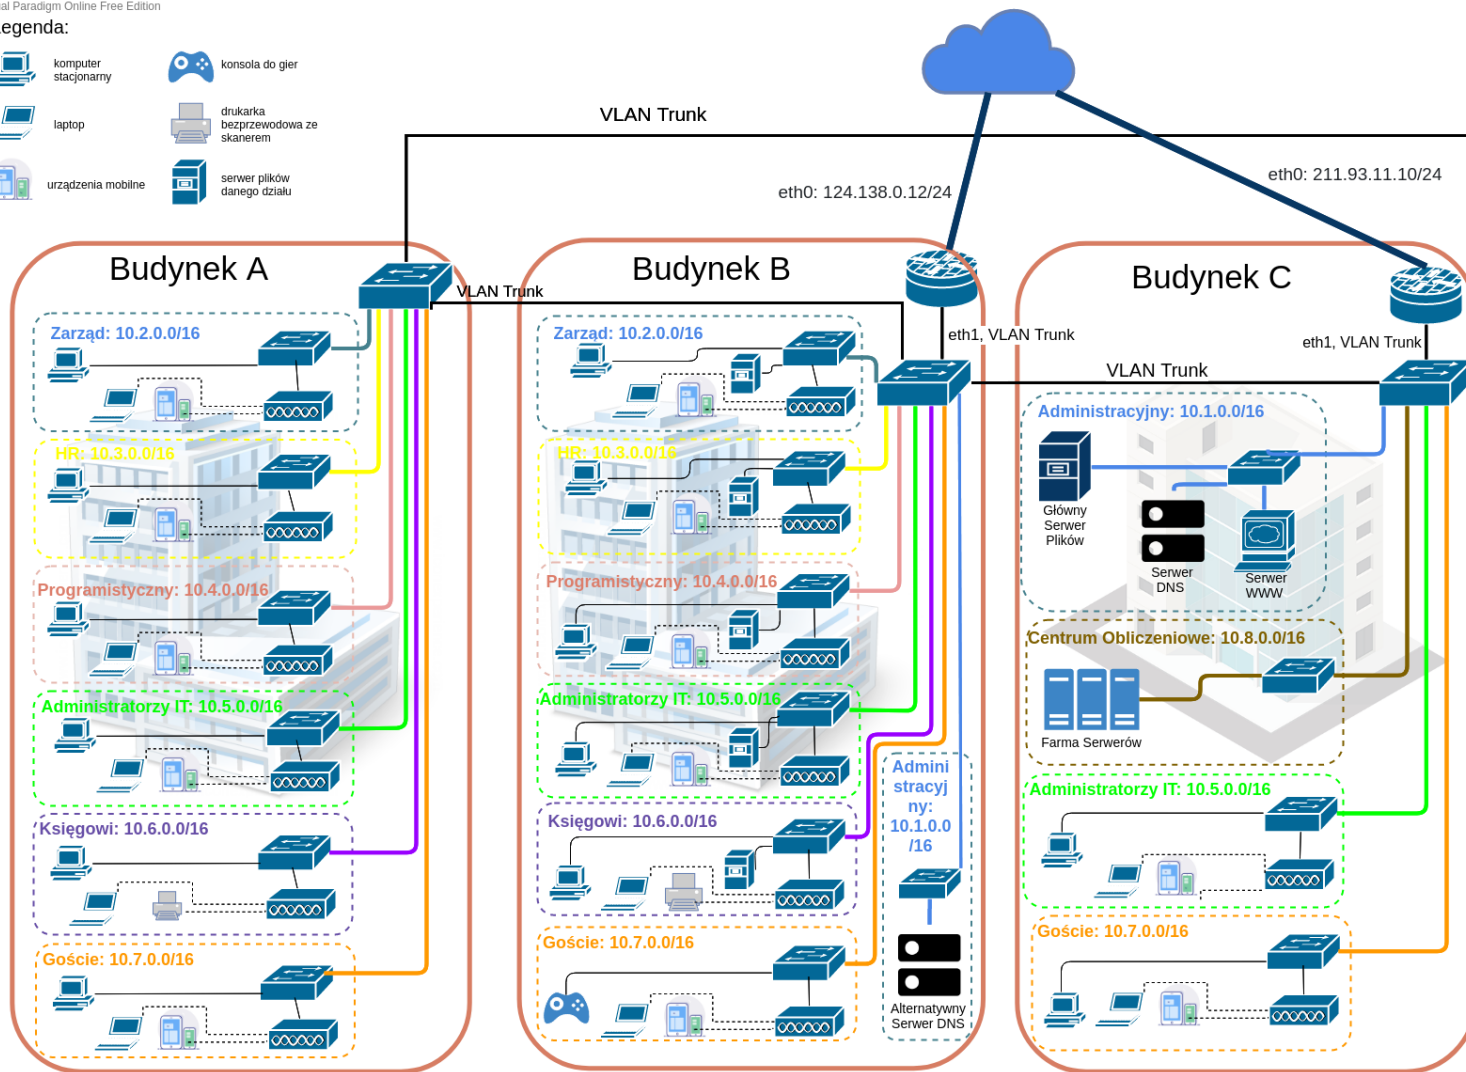 al Paradigm Online Free Edition
egenda:
komputer
stacjonarny
konsola do gier
laptop
drukarka
bezprzewodowa ze
skanerem
urządzenia mobilne
serwer plików
danego działu
VLAN Trunk
eth0: 124.138.0.12/24
eth0: 211.93.11.10/24
Budynek A
VLAN Trunk
Zarząd: 10.2.0.0/16
HR: 10.3.0.0/16
Programistyczny: 10.4.0.0/16
Administratorzy IT: 10.5.0.0/16
Księgowi: 10.6.0.0/16
Goście: 10.7.0.0/16
Budynek B
eth1, VLAN Trunk
Zarząd: 10.2.0.0/16
HR: 10.3.0.0/16
Programistyczny: 10.4.0.0/16
Administratorzy IT: 10.5.0.0/16
Księgowi: 10.6.0.0/16
Goście: 10.7.0.0/16
Admini
stracyj
ny:
10.1.0.0
/16
Alternatywny
Serwer DNS
VLAN Trunk
Budynek C
eth1, VLAN Trunk
Administracyjny: 10.1.0.0/16
Główny
Serwer
Plików
Serwer
DNS
Serwer
WWW
Centrum Obliczeniowe: 10.8.0.0/16
Farma Serwerów
Administratorzy IT: 10.5.0.0/16
Goście: 10.7.0.0/16